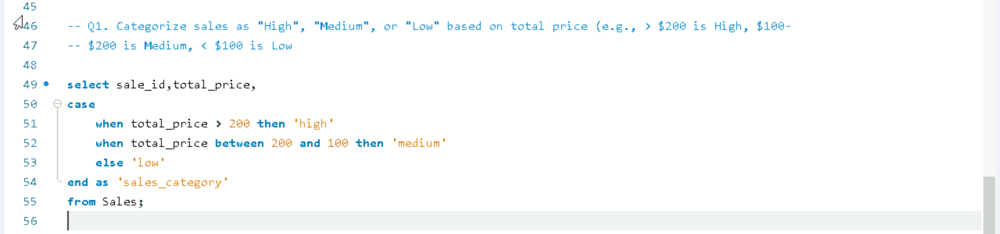 45
46 -- Q1. Categorize sales as "High", "Medium", or "Low" based on total price (e.g., > $200 is High, $100-
47 -- $200 is Medium, < $100 is Low
48
49 select sale_id,total_price,
50 case
51 when total_price > 200 then 'high'
52 when total_price between 200 and 100 then 'medium'
53 else 'low'
54 end as 'sales_category'
55 from Sales;
56